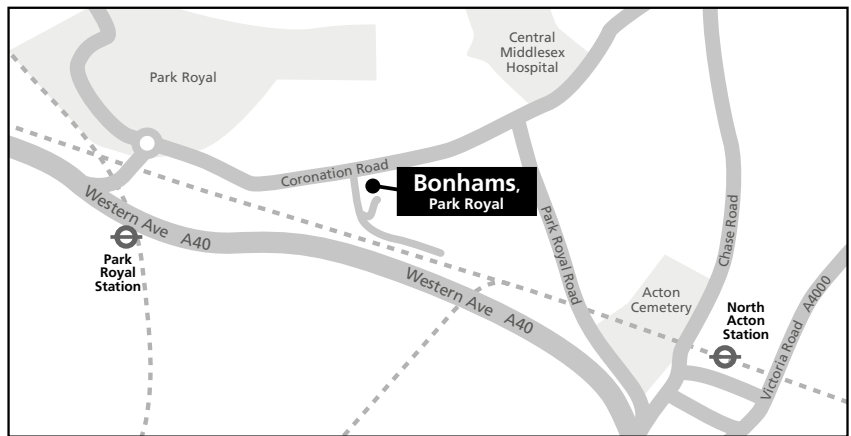 Central
Middlesex
Hospital
Park Royal
Coronation Road
Bonhams,
Park Royal
Western Ave A40
Park
Royal
Station
Park Royal Road
Chase Road
Western Ave A40
Acton
Cemetery
North
Acton
Station
Victoria Road A4000